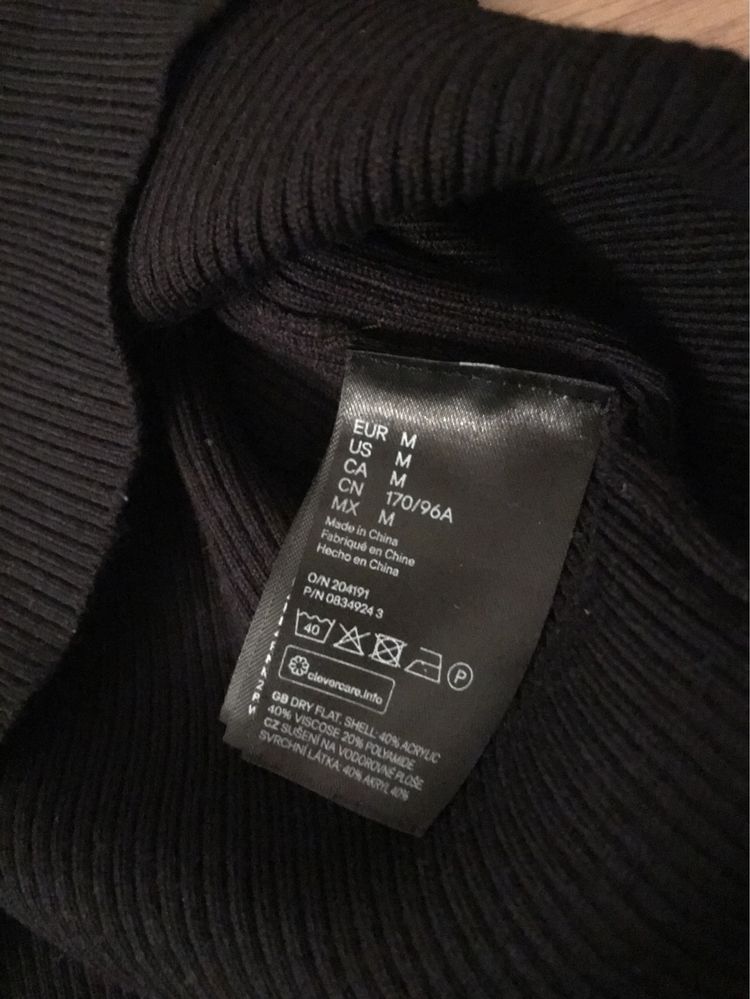 EUR M
US M
CA M
CN 170/96A
MX M
Made in China
Fabriqué en Chine
Hecho en China
O/N 204191
P/N 0834924 3
40
P
clevercare.info
GB DRY FLAT, SHELL: 40% ACRYLIC
40% VISCOSE 20% POLYAMIDE
CZ SUŠENÍ NA VODOROVNÉ PLOŠE
SVRCHNÍ LÁTKA: 40% AKRYL 40%